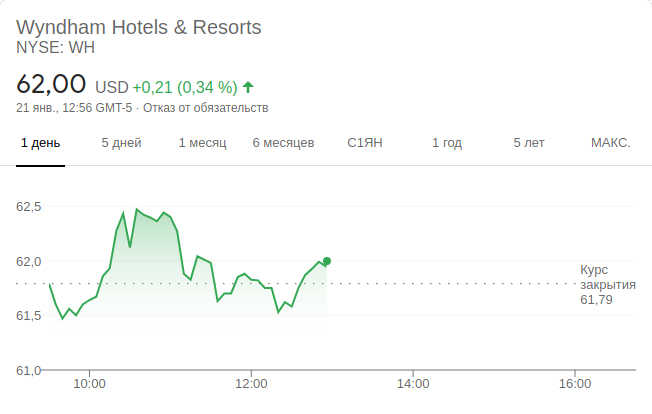 Wyndham Hotels & Resorts
NYSE: WH
62,00 USD +0,21 (0,34 %)
21 янв., 12:56 GMT-5 · Отказ от обязательств
1 день 5 дней 1 месяц 6 месяцев С1ЯН 1 год 5 лет МАКС.
62,5
62,0
Курс
закрытия
61,79
61,5
61,0
10:00 12:00 14:00 16:00